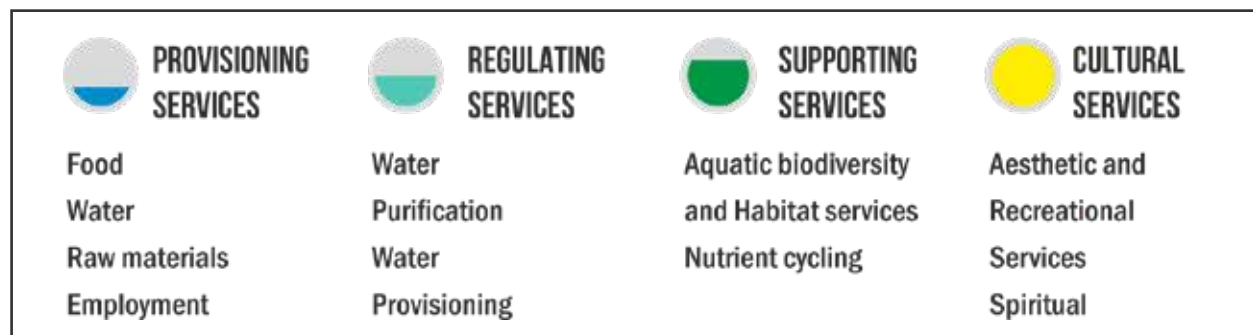 PROVISIONING
SERVICES
Food
Water
Raw materials
Employment
REGULATING
SERVICES
Water
Purification
Water
Provisioning
SUPPORTING
SERVICES
Aquatic biodiversity
and Habitat services
Nutrient cycling
CULTURAL
SERVICES
Aesthetic and
Recreational
Services
Spiritual